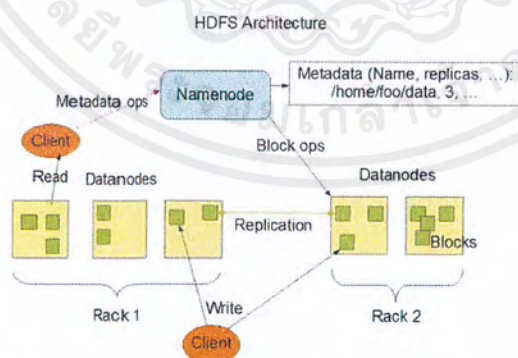 HDFS Architecture
Metadata (Name, replicas, ...):
/home/foo/data, 3, ...
Namenode
Metadata ops
Client
Block ops
Read
Datanodes
Datanodes
Replication
Blocks
Write
Rack 1
Client
Rack 2